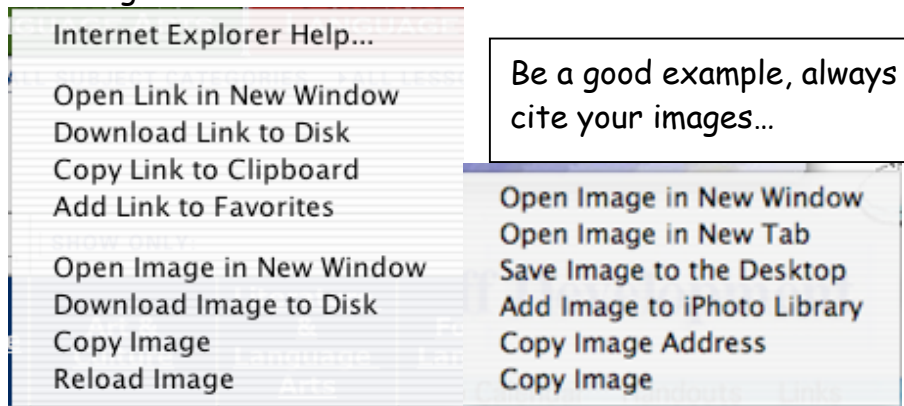 Internet Explorer Help...
Open Link in New Window
Download Link to Disk
Copy Link to Clipboard
Add Link to Favorites
SHOW ONLY:
Open Image in New Window
Download Image to Disk
Copy Image
Reload Image
Be a good example, always
cite your images…
Open Image in New Window
Open Image in New Tab
Save Image to the Desktop
Add Image to iPhoto Library
Copy Image Address
Copy Image